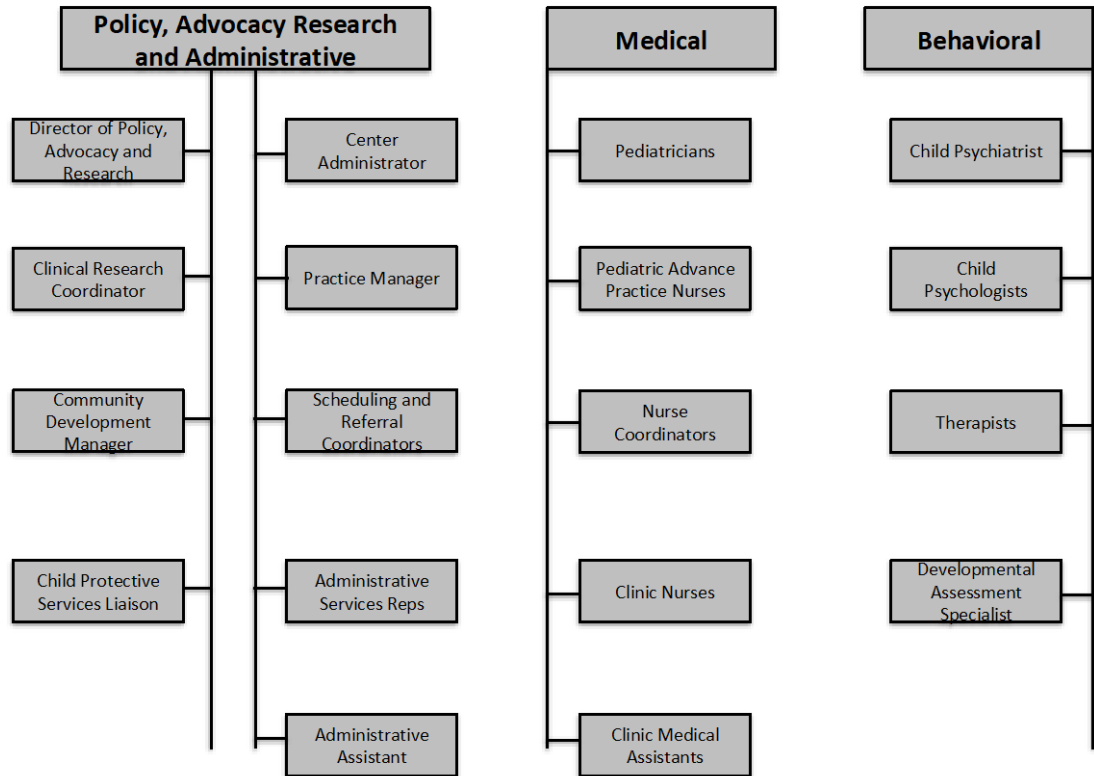 Policy, Advocacy Research
and Administrative
Medical
Behavioral
Director of Policy,
Advocacy and
Research
Center
Administrator
Pediatricians
Child Psychiatrist
Clinical Research
Coordinator
Practice Manager
Pediatric Advance
Practice Nurses
Child
Psychologists
Community
Development
Manager
Scheduling and
Referral
Coordinators
Nurse
Coordinators
Therapists
Child Protective
Services Liaison
Administrative
Services Reps
Clinic Nurses
Developmental
Assessment
Specialist
Administrative
Assistant
Clinic Medical
Assistants